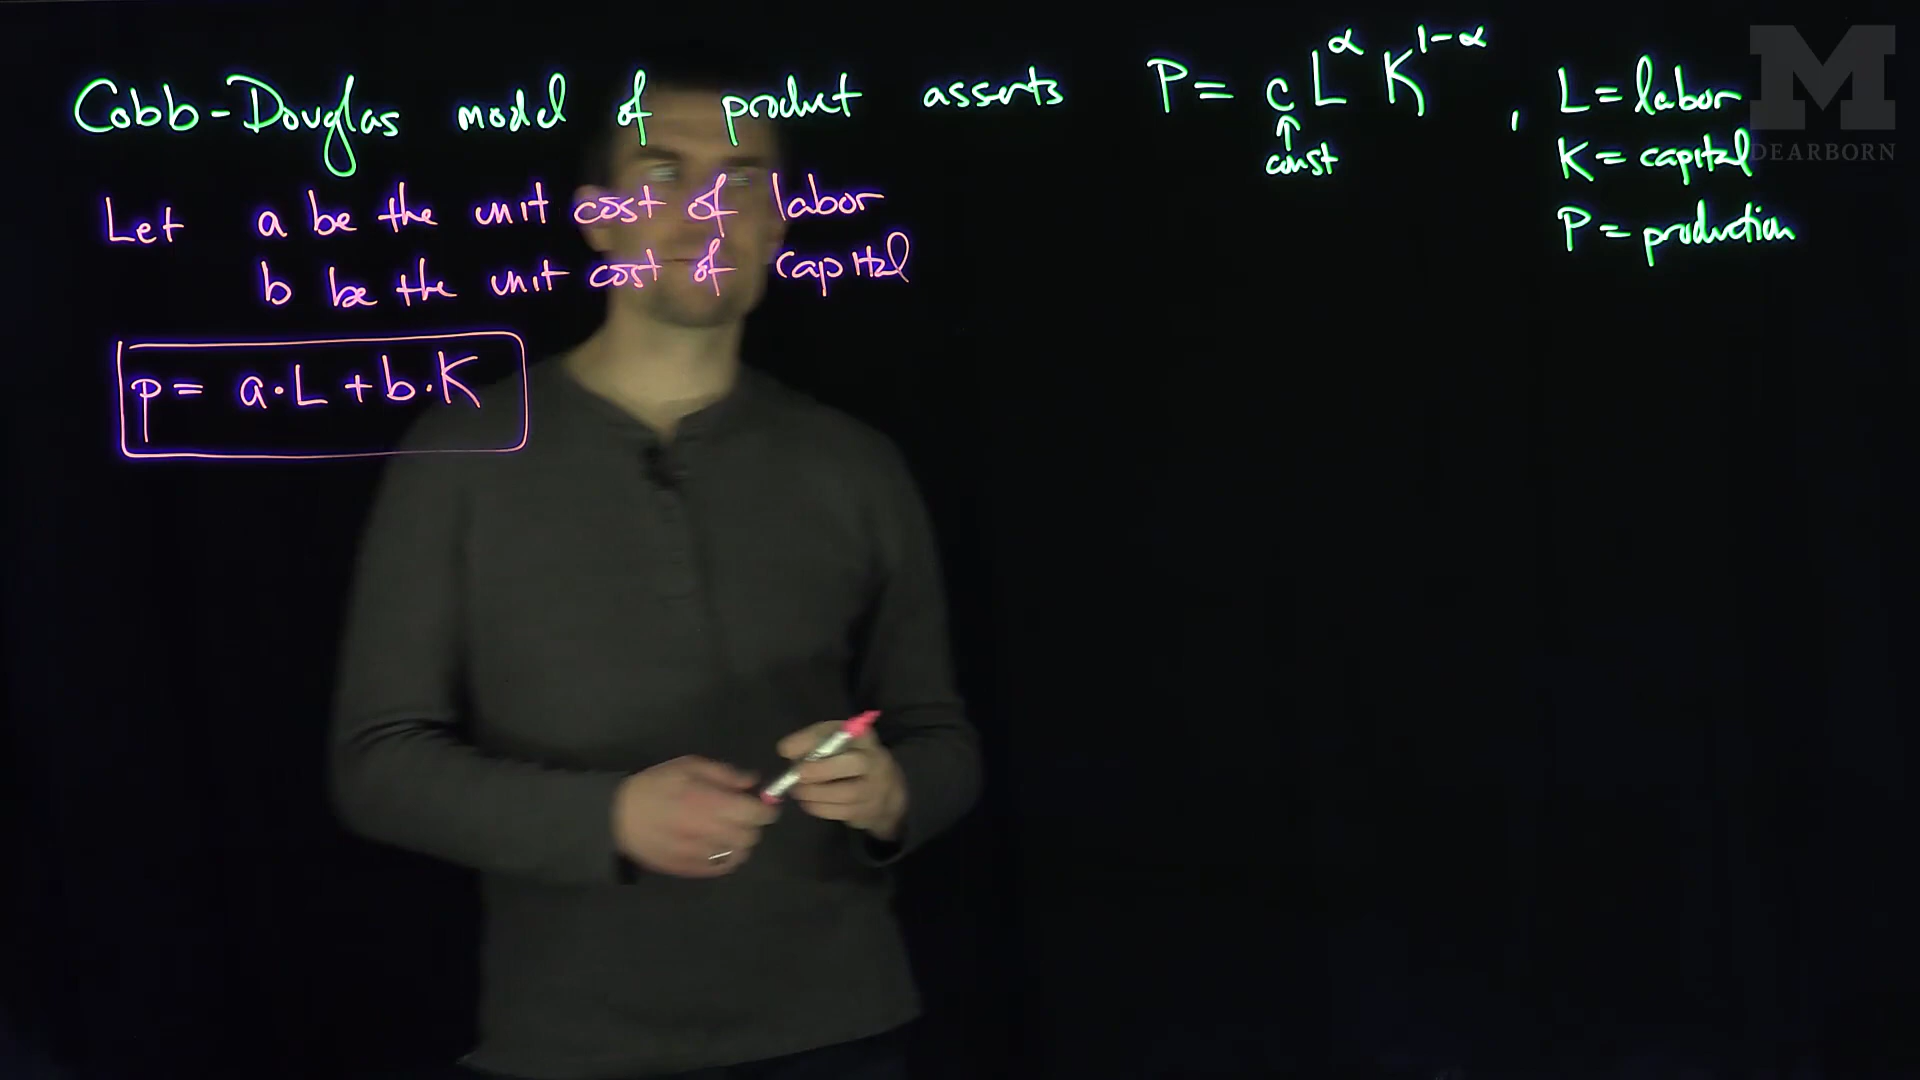 Cobb-Douglas model of product asserts P = c L^α K^1-α , L = labor
↑
const
K = capital
P = production
Let a be the unit cost of labor
b be the unit cost of capital
p = a·L + b·K
M
DEARBORN